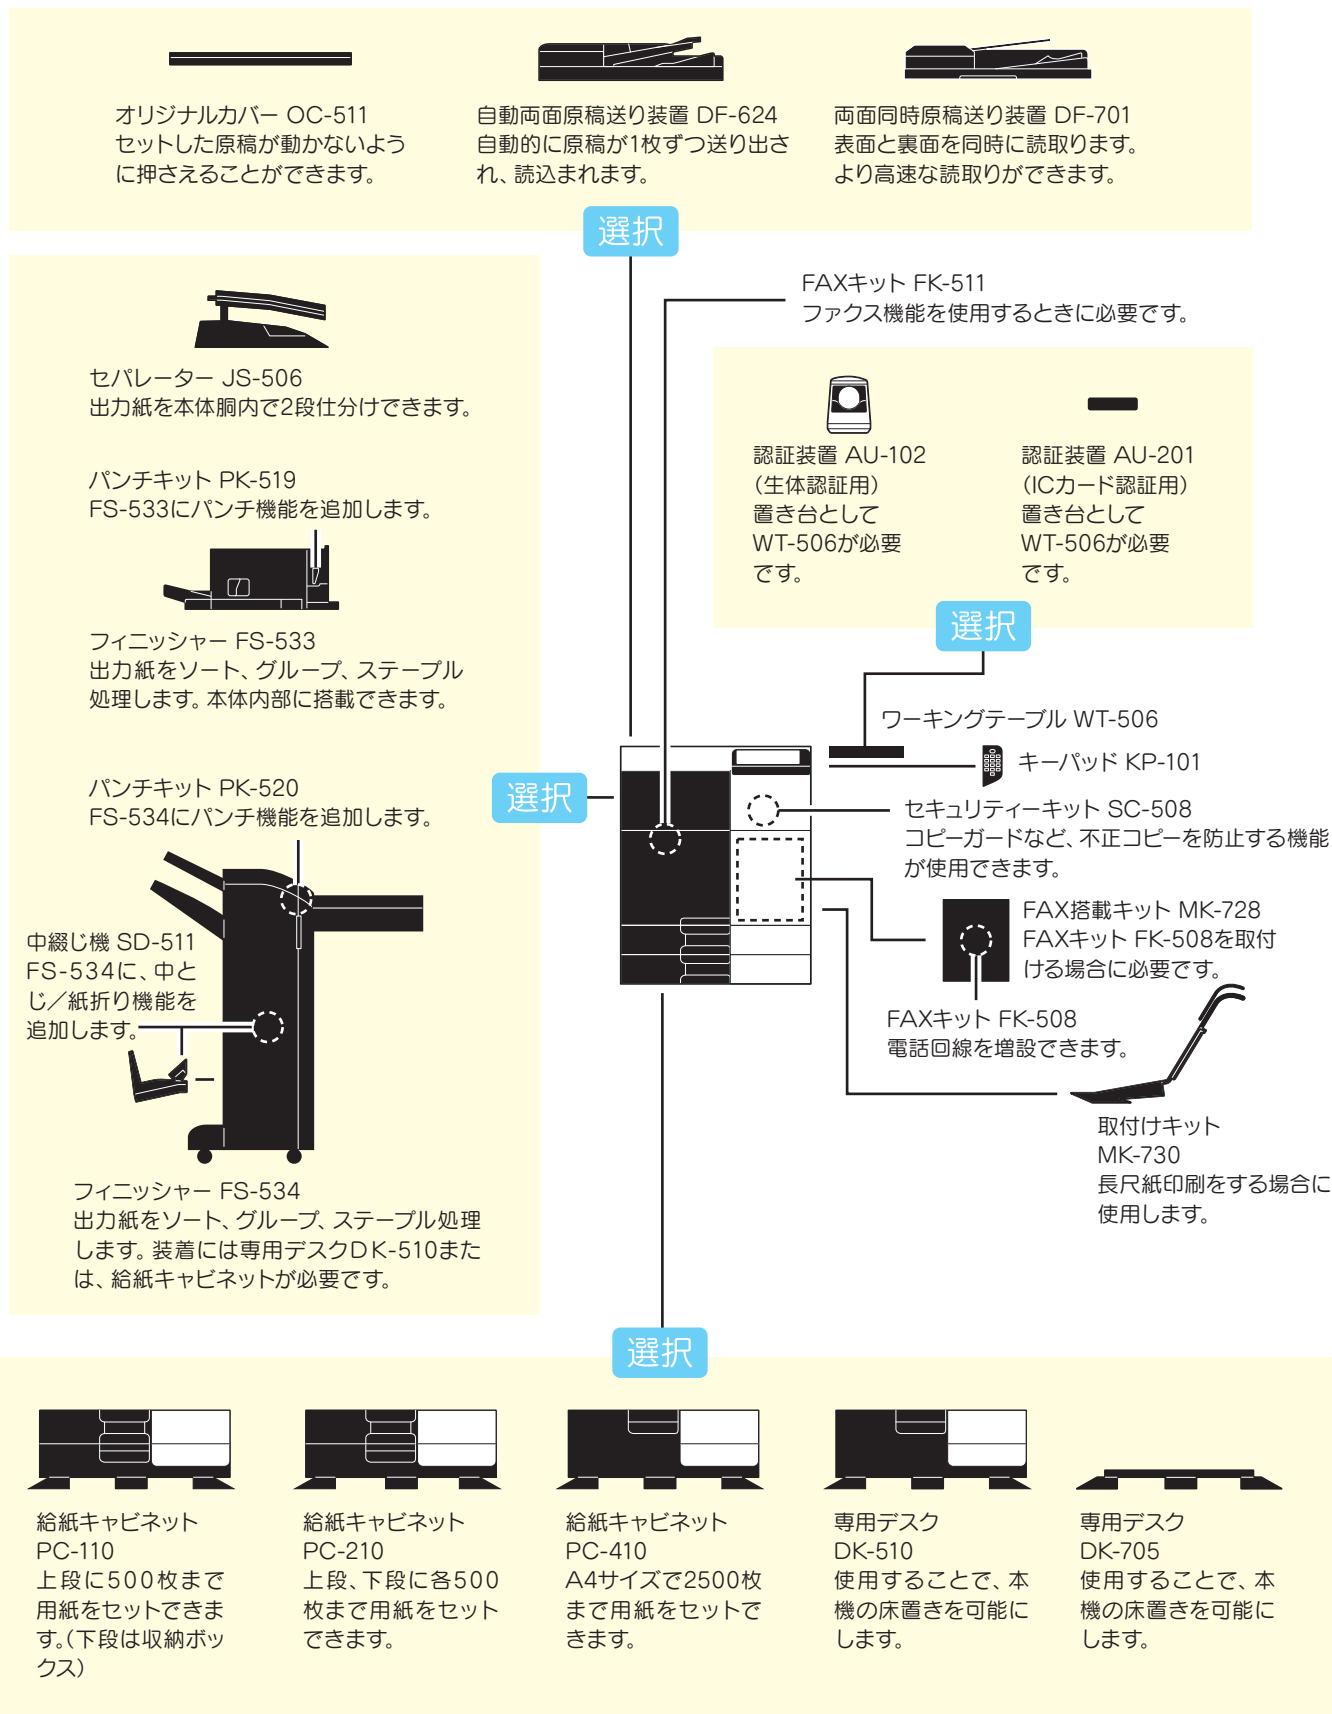 オリジナルカバー OC-511
セットした原稿が動かないよう
に押さえることができます。
自動両面原稿送り装置 DF-624
自動的に原稿が1枚ずつ送り出さ
れ、読込まれます。
両面同時原稿送り装置 DF-701
表面と裏面を同時に読取ります。
より高速な読取りができます。
選択
セパレーター JS-506
出力紙を本体胴内で2段仕分けできます。
パンチキット PK-519
FS-533にパンチ機能を追加します。
フィニッシャー FS-533
出力紙をソート、グループ、ステープル
処理します。本体内部に搭載できます。
パンチキット PK-520
FS-534にパンチ機能を追加します。
中綴じ機 SD-511
FS-534に、中と
じ／紙折り機能を
追加します。
フィニッシャー FS-534
出力紙をソート、グループ、ステープル処理
します。装着には専用デスクDK-510また
は、給紙キャビネットが必要です。
選択
FAXキット FK-511
ファクス機能を使用するときに必要です。
認証装置 AU-102
（生体認証用）
置き台として
WT-506が必要
です。
認証装置 AU-201
（ICカード認証用）
置き台として
WT-506が必要
です。
選択
ワーキングテーブル WT-506
キーパッド KP-101
セキュリティーキット SC-508
コピーガードなど、不正コピーを防止する機能
が使用できます。
FAX搭載キット MK-728
FAXキット FK-508を取付
ける場合に必要です。
FAXキット FK-508
電話回線を増設できます。
取付けキット
MK-730
長尺紙印刷をする場合に
使用します。
選択
給紙キャビネット
PC-110
上段に500枚まで
用紙をセットできま
す。（下段は収納ボッ
クス）
給紙キャビネット
PC-210
上段、下段に各500
枚まで用紙をセット
できます。
給紙キャビネット
PC-410
A4サイズで2500枚
まで用紙をセットで
きます。
専用デスク
DK-510
使用することで、本
機の床置きを可能に
します。
専用デスク
DK-705
使用することで、本
機の床置きを可能に
します。